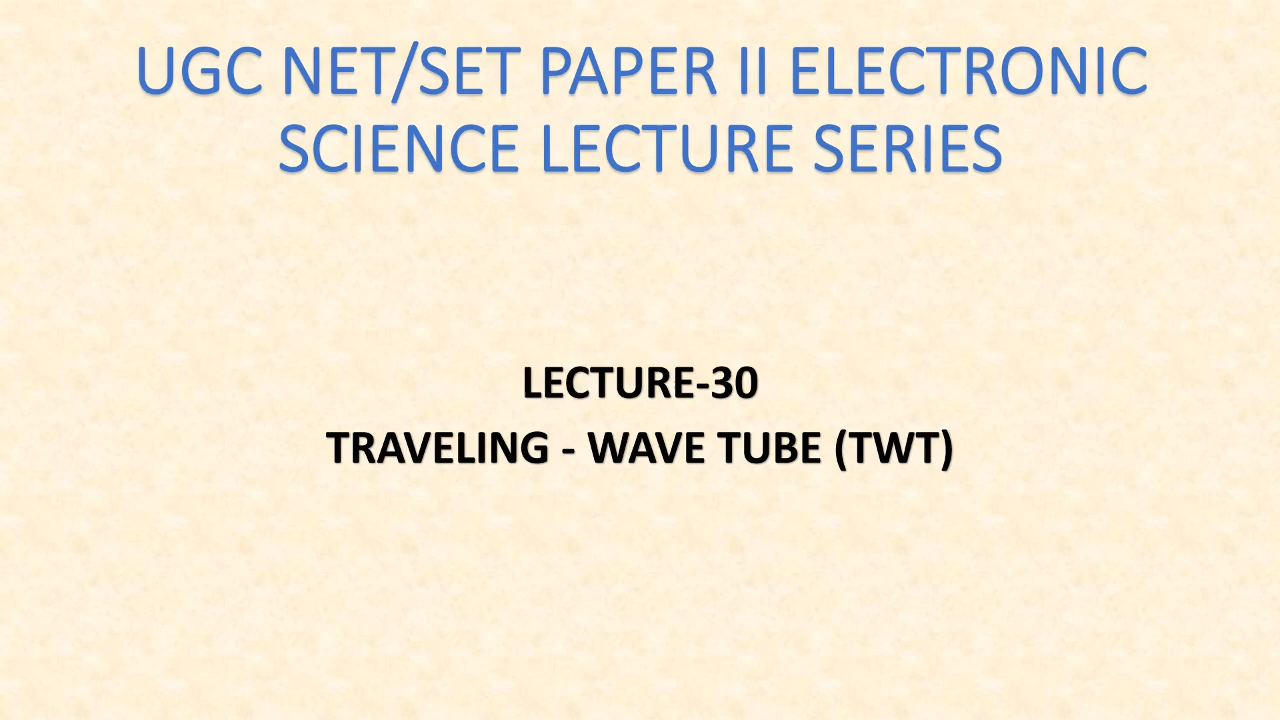 UGC NET/SET PAPER II ELECTRONIC
SCIENCE LECTURE SERIES
LECTURE-30
TRAVELING - WAVE TUBE (TWT)